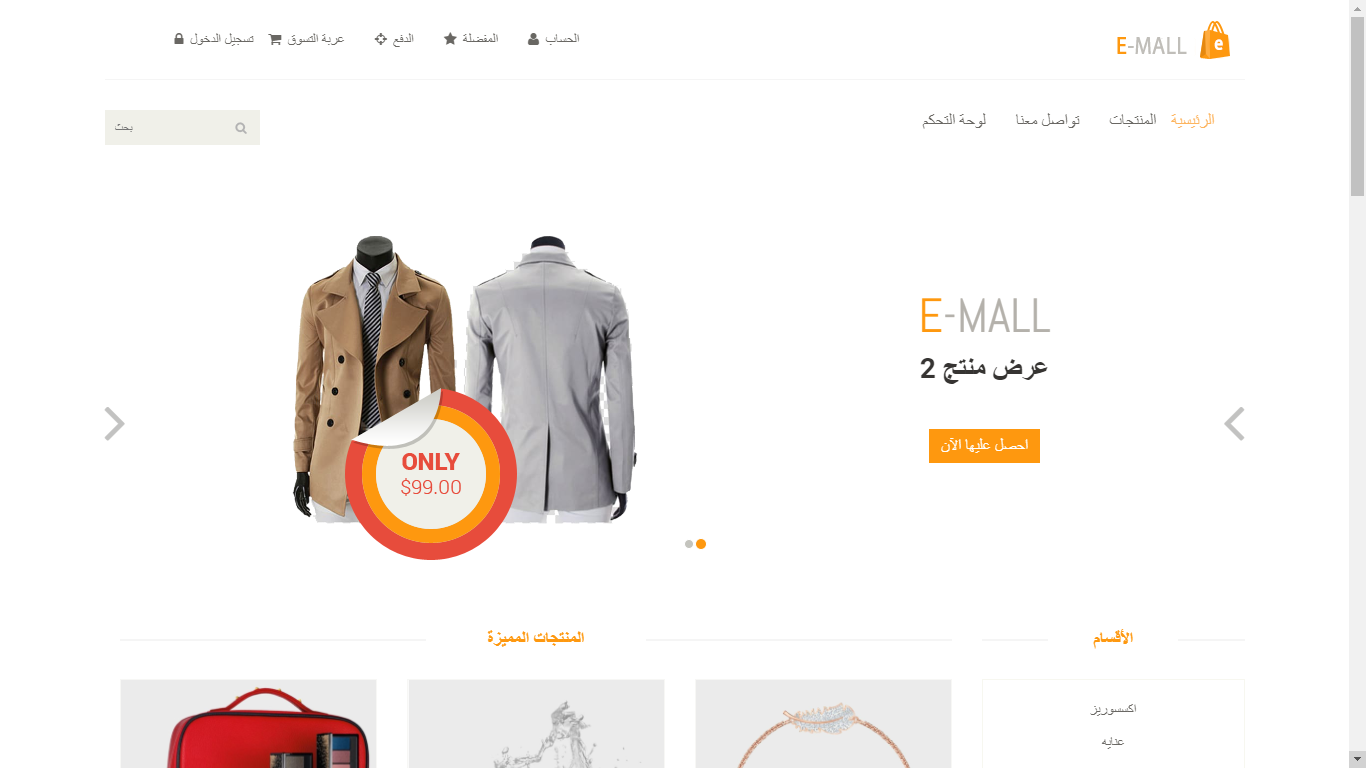 E-MALL
e
الحساب
المفضلة
الدفع
عربة التسوق
تسجيل الدخول
الرئيسية
المنتجات
تواصل معنا
لوحة التحكم
بحث
E-MALL
عرض منتج 2
احصل عليها الآن
ONLY
$99.00
الأقسام
المنتجات المميزة
اكسسوريز
عنايه